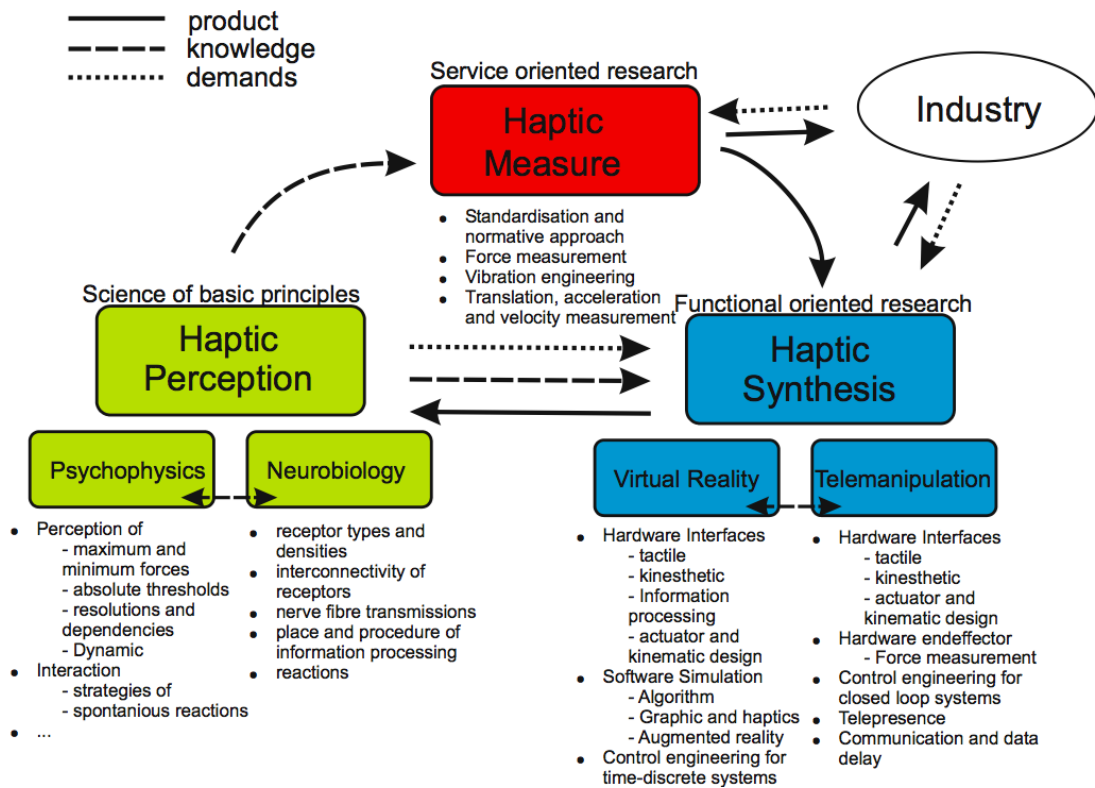 product
knowledge
demands
Service oriented research
Haptic
Measure
Industry
• Standardisation and
normative approach
• Force measurement
• Vibration engineering
• Translation, acceleration
and velocity measurement
Science of basic principles
Haptic
Perception
Functional oriented research
Haptic
Synthesis
Psychophysics
Neurobiology
• Perception of
- maximum and
minimum forces
- absolute thresholds
- resolutions and
dependencies
- Dynamic
• Interaction
- strategies of
- spontanious reactions
• ...
• receptor types and
densities
• interconnectivity of
receptors
• nerve fibre transmissions
• place and procedure of
information processing
• reactions
Virtual Reality
Telemanipulation
• Hardware Interfaces
- tactile
- kinesthetic
- Information
processing
- actuator and
kinematic design
• Software Simulation
- Algorithm
- Graphic and haptics
- Augmented reality
• Control engineering for
time-discrete systems
• Hardware Interfaces
- tactile
- kinesthetic
- actuator and
kinematic design
• Hardware endeffector
- Force measurement
• Control engineering for
closed loop systems
• Telepresence
• Communication and data
delay